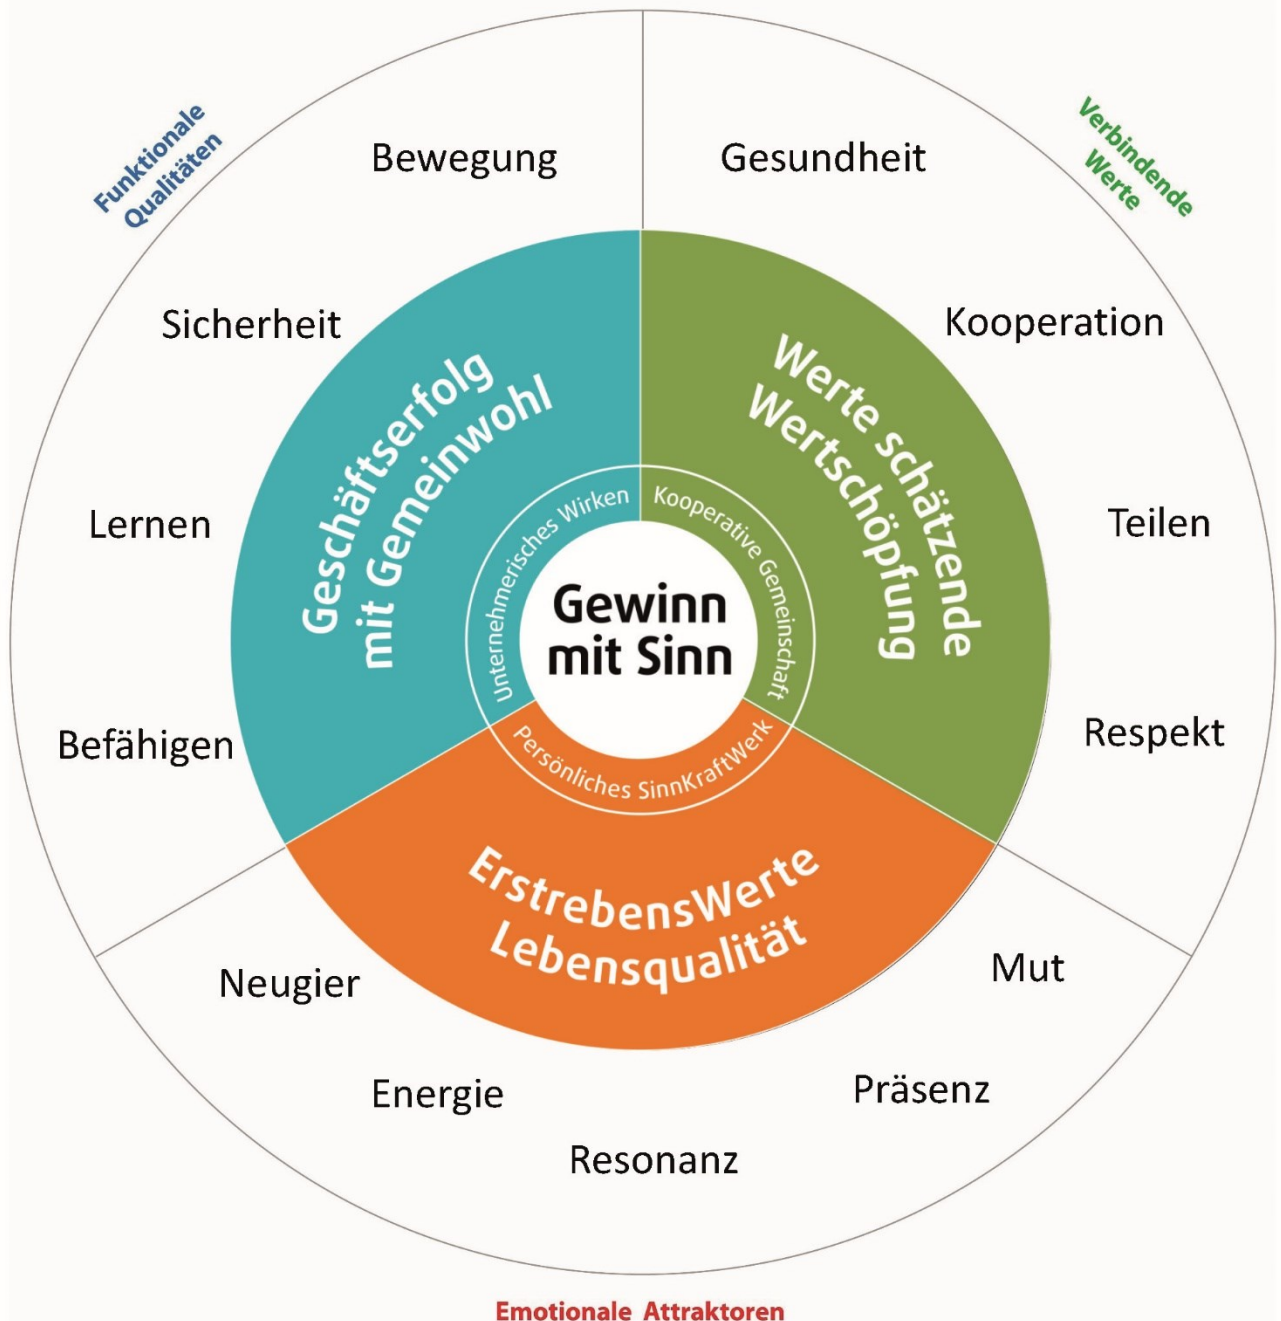 Funktionale
Qualitäten
Verbindende
Werte
Bewegung
Gesundheit
Sicherheit
Kooperation
Lernen
Teilen
Befähigen
Respekt
Geschäftserfolg
mit Gemeinwohl
Werte schätzende
Wertschöpfung
Unternehmerisches Wirken
Kooperative Gemeinschaft
Gewinn
mit Sinn
Persönliches SinnKraftWerk
ErstrebensWerte
Lebensqualität
Neugier
Mut
Energie
Präsenz
Resonanz
Emotionale Attraktoren